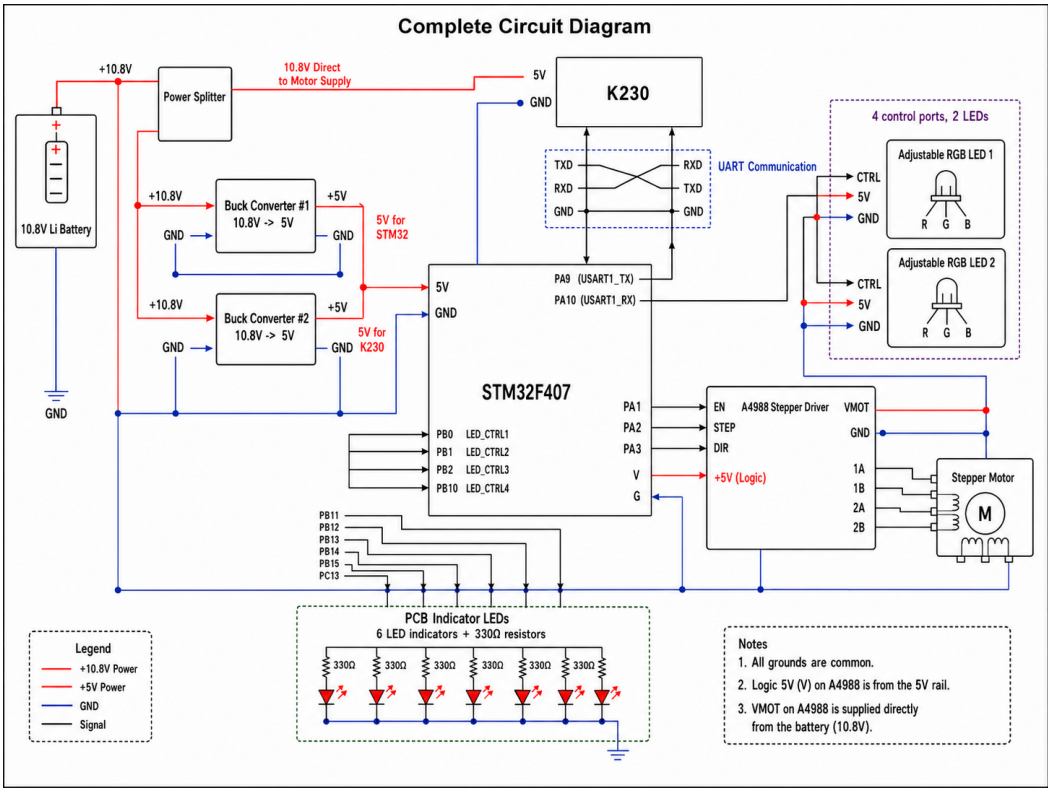 Complete Circuit Diagram
+10.8V
Power Splitter
10.8V Direct
to Motor Supply
5V
GND
K230
10.8V Li Battery
GND
+10.8V
Buck Converter #1
10.8V -> 5V
+5V
GND
GND
5V for
STM32
+10.8V
Buck Converter #2
10.8V -> 5V
+5V
GND
GND
5V for
K230
TXD
RXD
RXD
TXD
GND
GND
UART Communication
4 control ports, 2 LEDs
Adjustable RGB LED 1
CTRL
5V
GND
R G B
Adjustable RGB LED 2
CTRL
5V
GND
R G B
STM32F407
5V
GND
PA9 (USART1_TX)
PA10 (USART1_RX)
PA1
PA2
PA3
V
G
PB0 LED_CTRL1
PB1 LED_CTRL2
PB2 LED_CTRL3
PB10 LED_CTRL4
EN
A4988 Stepper Driver
VMOT
STEP
GND
DIR
+5V (Logic)
1A
1B
2A
2B
Stepper Motor
M
PB11
PB12
PB13
PB14
PB15
PC13
PCB Indicator LEDs
6 LED indicators + 330Ω resistors
330Ω 330Ω 330Ω 330Ω 330Ω 330Ω
Legend
+10.8V Power
+5V Power
GND
Signal
Notes
1. All grounds are common.
2. Logic 5V (V) on A4988 is from the 5V rail.
3. VMOT on A4988 is supplied directly
from the battery (10.8V).